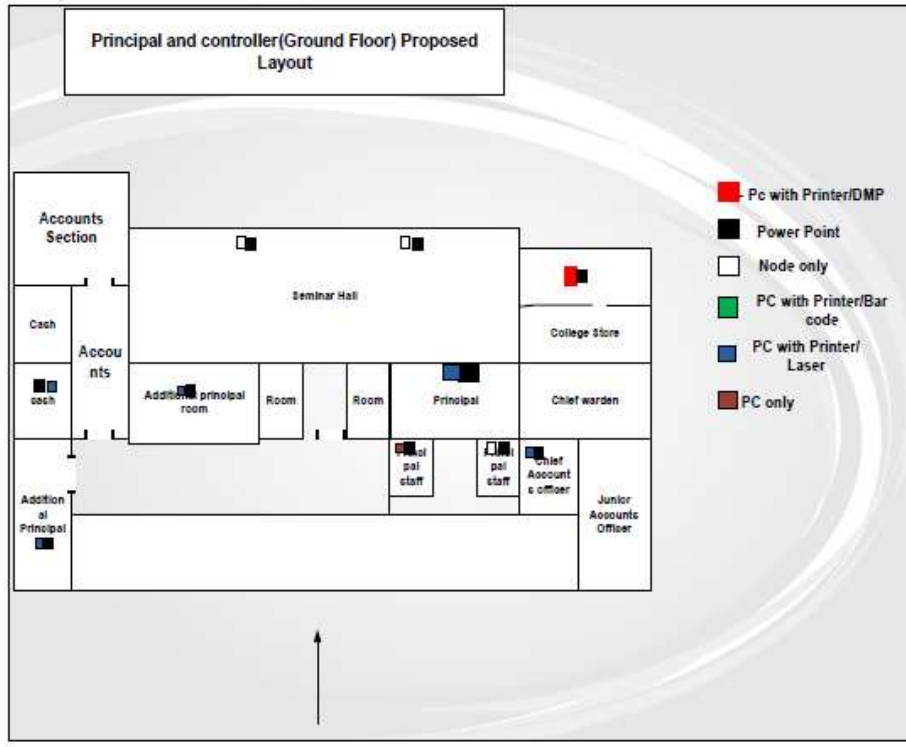 Principal and controller(Ground Floor) Proposed
Layout
Accounts
Section
Seminar Hall
Cash
Accou
nts
College Store
cash
Additional principal
room
Room
Room
Principal
Chief warden
Princi
pal
staff
Princi
pal
staff
Chief
Account
s officer
Junior
Accounts
Officer
Addition
al
Principal
Pc with Printer/DMP
Power Point
Node only
PC with Printer/Bar
code
PC with Printer/
Laser
PC only